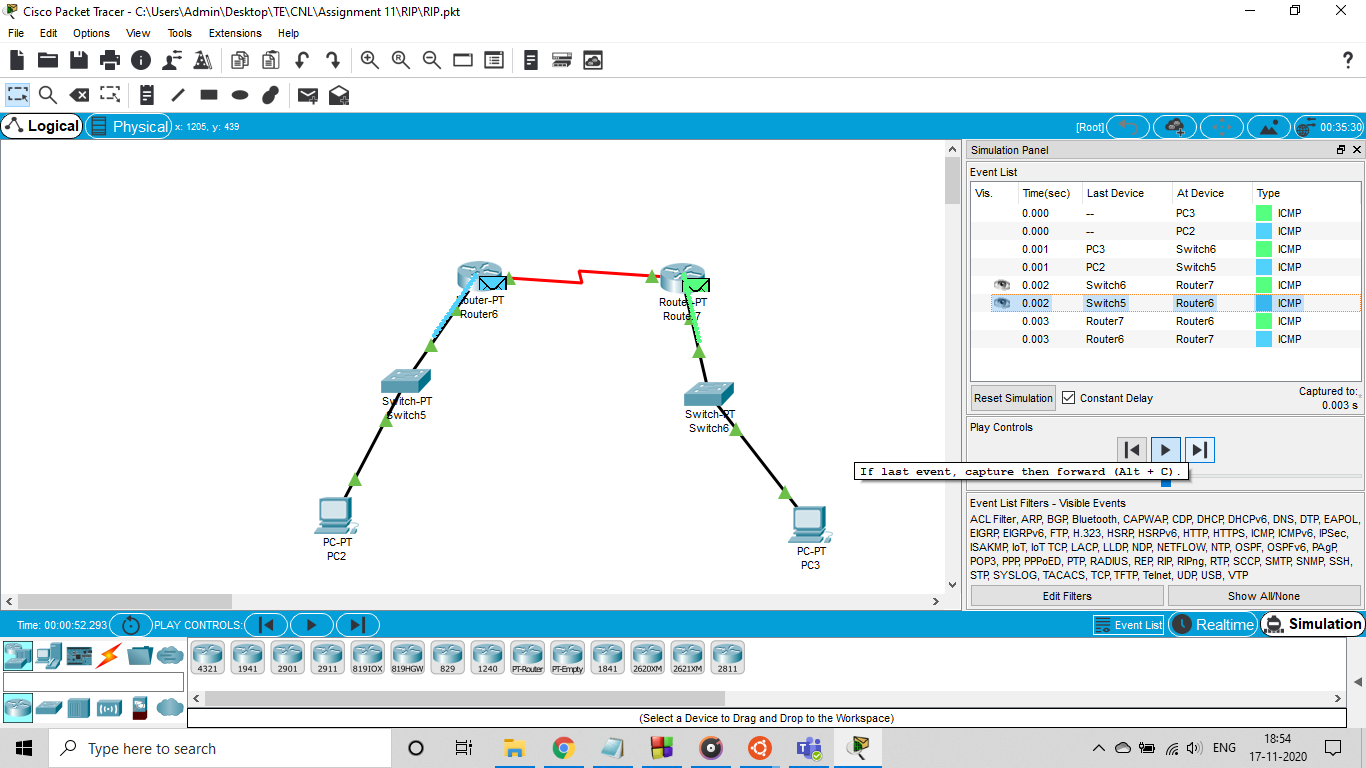 Cisco Packet Tracer - C:\Users\Admin\Desktop\TE\CNL\Assignment 11\RIP\RIP.pkt
File Edit Options View Tools Extensions Help
?
Logical Physical x: 1205, y: 439 [Root] 00:35:30
Simulation Panel
Event List
Vis. Time(sec) Last Device At Device Type
0.000 -- PC3 ICMP
0.000 -- PC2 ICMP
0.001 PC3 Switch6 ICMP
0.001 PC2 Switch5 ICMP
0.002 Switch6 Router7 ICMP
0.002 Switch5 Router6 ICMP
0.003 Router7 Router6 ICMP
0.003 Router6 Router7 ICMP
Reset Simulation Constant Delay Captured to:
0.003 s
Play Controls
If last event, capture then forward (Alt + C).
Event List Filters - Visible Events
ACL Filter, ARP, BGP, Bluetooth, CAPWAP, CDP, DHCP, DHCPv6, DNS, DTP, EAPOL,
EIGRP, EIGRPv6, FTP, H.323, HSRP, HSRPv6, HTTP, HTTPS, ICMP, ICMPv6, IPSec,
ISAKMP, IoT, IoT TCP, LACP, LLDP, NDP, NETFLOW, NTP, OSPF, OSPFv6, PAgP,
POP3, PPP, PPPoED, PTP, RADIUS, REP, RIP, RIPng, RTP, SCCP, SMTP, SNMP, SSH,
STP, SYSLOG, TACACS, TCP, TFTP, Telnet, UDP, USB, VTP
Edit Filters Show All/None
Router-PT
Router6
Router-PT
Router7
Switch-PT
Switch5
Switch-PT
Switch6
PC-PT
PC2
PC-PT
PC3
Time: 00:00:52.293 PLAY CONTROLS: Event List Realtime Simulation
4321 1941 2901 2911 819IOX 819HGW 829 1240 PT-Router PT-Empty 1841 2620XM 2621XM 2811
(Select a Device to Drag and Drop to the Workspace)
Type here to search
ENG
18:54
17-11-2020